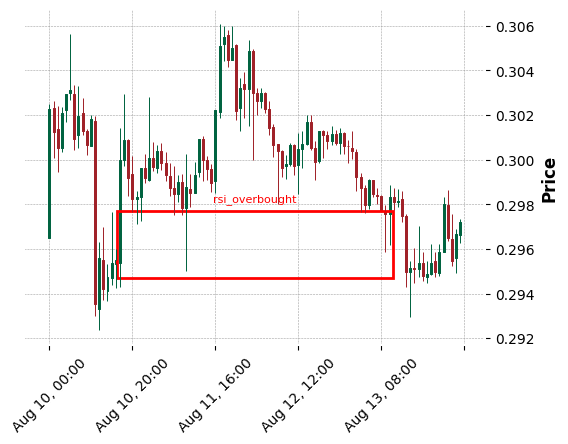 0.306
0.304
0.302
0.300
0.298
0.296
0.294
0.292
Price
rsi_overbought
Aug 10, 00:00
Aug 10, 20:00
Aug 11, 16:00
Aug 12, 12:00
Aug 13, 08:00